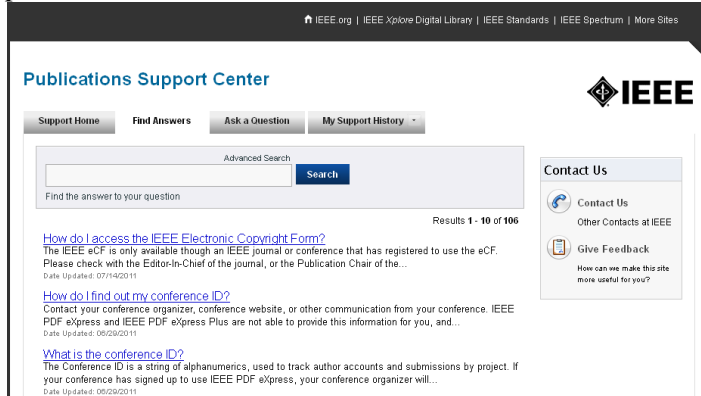 IEEE.org | IEEE Xplore Digital Library | IEEE Standards | IEEE Spectrum | More Sites
Publications Support Center
IEEE
Support Home Find Answers Ask a Question My Support History
Advanced Search
Search
Find the answer to your question
Results 1 - 10 of 106
How do I access the IEEE Electronic Copyright Form?
The IEEE eCF is only available though an IEEE journal or conference that has registered to use the eCF.
Please check with the Editor-In-Chief of the journal, or the Publication Chair of the...
Date Updated: 07/14/2011
How do I find out my conference ID?
Contact your conference organizer, conference website, or other communication from your conference. IEEE
PDF eXpress and IEEE PDF eXpress Plus are not able to provide this information for you, and...
Date Updated: 06/29/2011
What is the conference ID?
The Conference ID is a string of alphanumerics, used to track author accounts and submissions by project. If
your conference has signed up to use IEEE PDF eXpress, your conference organizer will...
Date Updated: 06/29/2011
Contact Us
Contact Us
Other Contacts at IEEE
Give Feedback
How can we make this site
more useful for you?